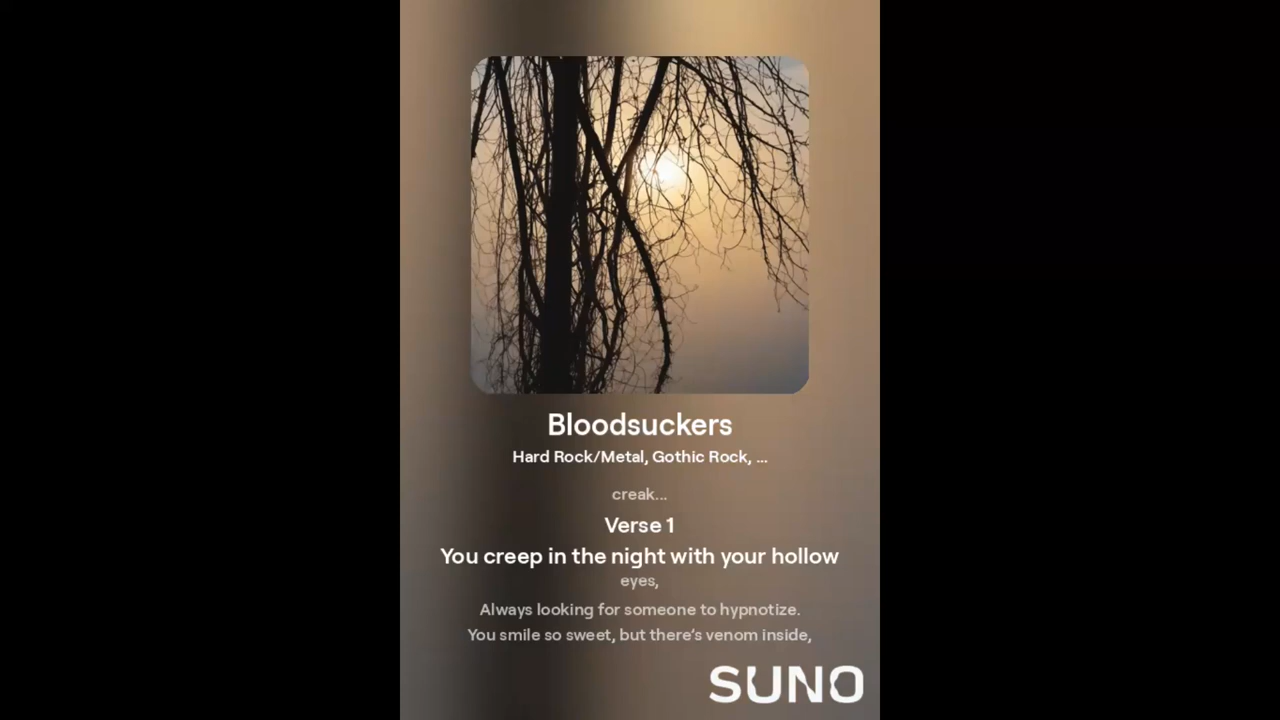 Bloodsuckers
Hard Rock/Metal, Gothic Rock, ...
creak...
Verse 1
You creep in the night with your hollow
eyes,
Always looking for someone to hypnotize.
You smile so sweet, but there’s venom inside,
SUNO